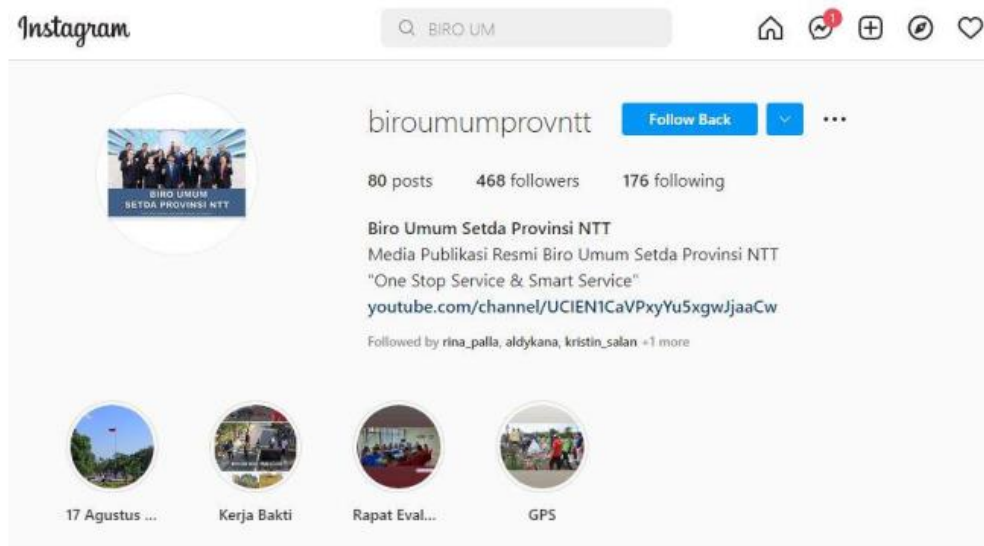 Instagram
BIRO UM
1
biroumumprovntt
Follow Back
80 posts 468 followers 176 following
BIRO UMUM
SETDA PROVINSI NTT
Biro Umum Setda Provinsi NTT
Media Publikasi Resmi Biro Umum Setda Provinsi NTT
"One Stop Service & Smart Service"
youtube.com/channel/UCIEN1CaVPxyYu5xgwJjaaCw
Followed by rina_palla, aldykana, kristin_salan +1 more
17 Agustus ...
Kerja Bakti
Rapat Eval...
GPS